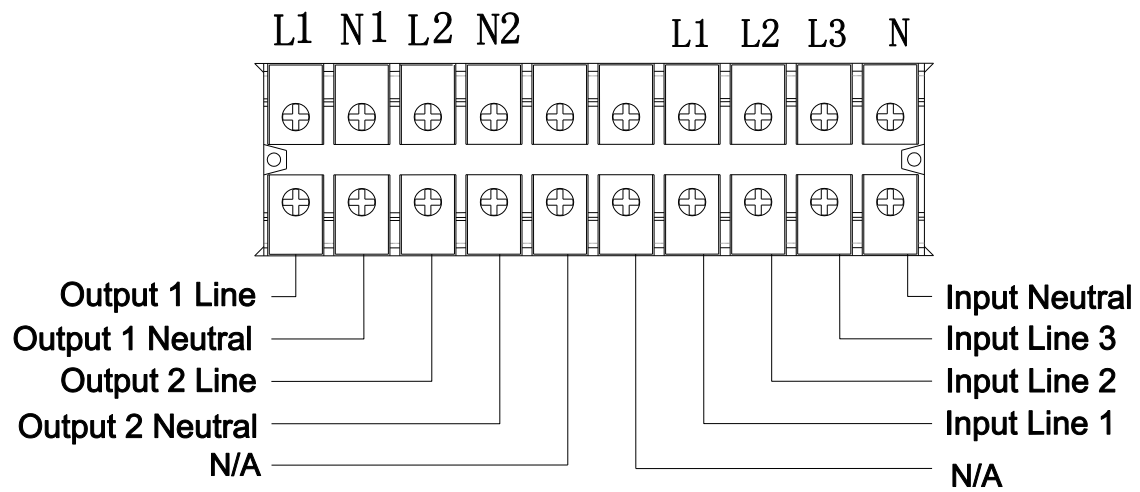 L1 N1 L2 N2 L1 L2 L3 N
Output 1 Line
Output 1 Neutral
Output 2 Line
Output 2 Neutral
N/A
Input Neutral
Input Line 3
Input Line 2
Input Line 1
N/A